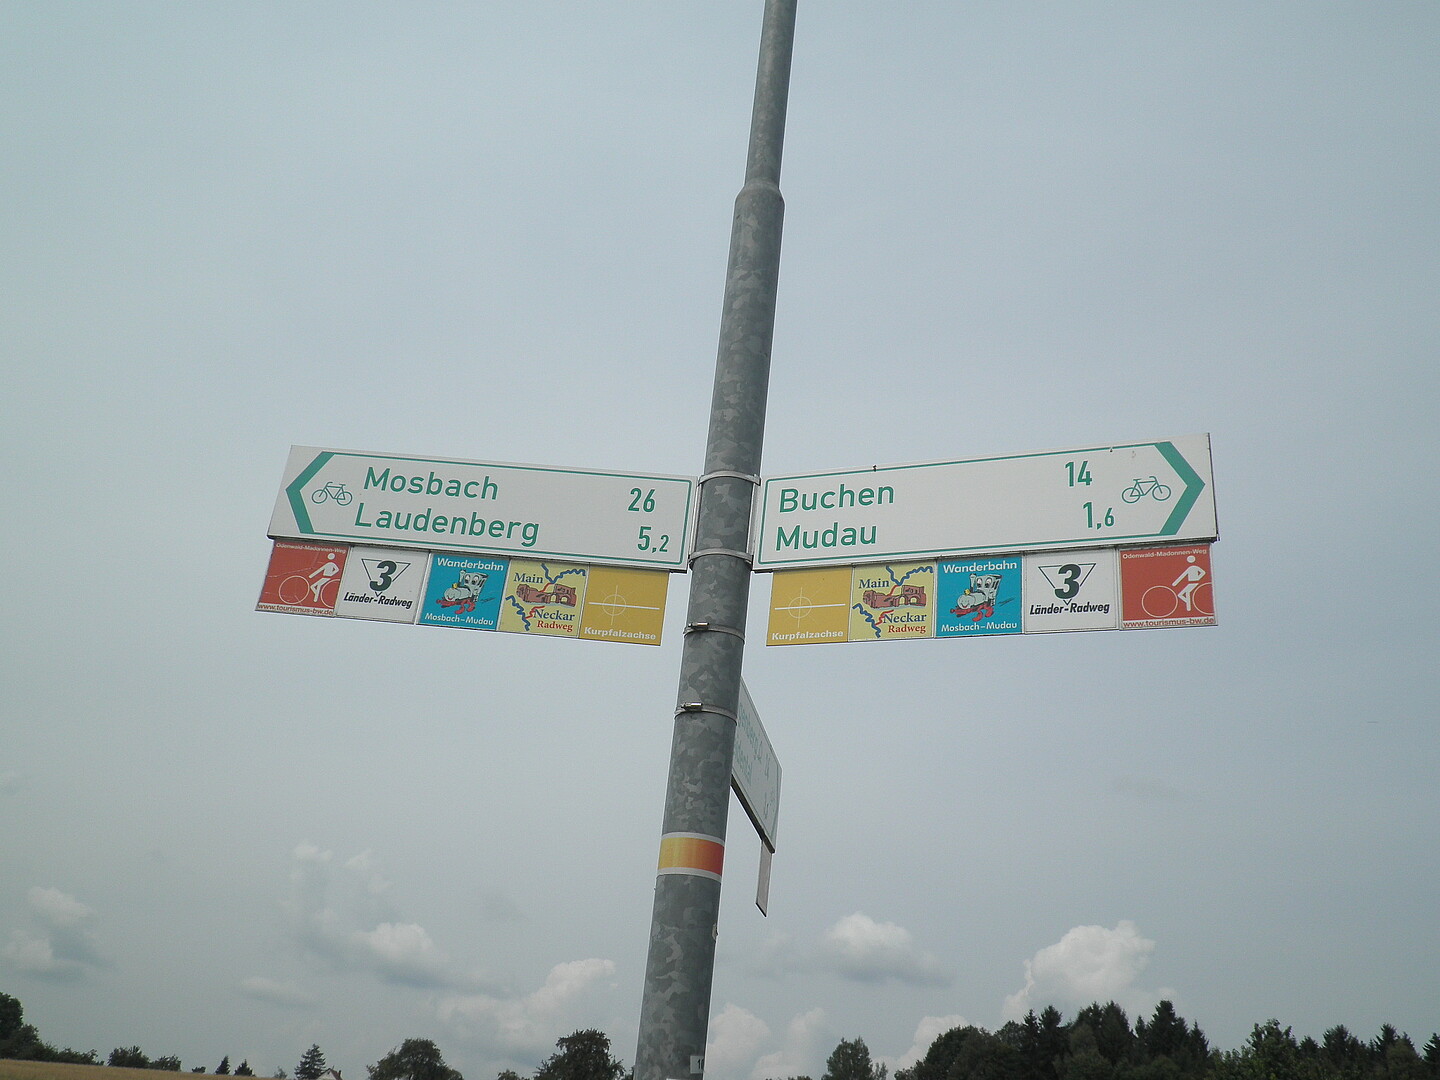 Mosbach 26
Laudenberg 5,2
Odenwald-Madonnen-Weg
www.tourismus-bw.de
3
Länder-Radweg
Wanderbahn
Mosbach-Mudau
Main
Neckar
Radweg
Kurpfalzachse
Buchen 14
Mudau 1,6
Kurpfalzachse
Main
Neckar
Radweg
Wanderbahn
Mosbach-Mudau
3
Länder-Radweg
Odenwald-Madonnen-Weg
www.tourismus-bw.de